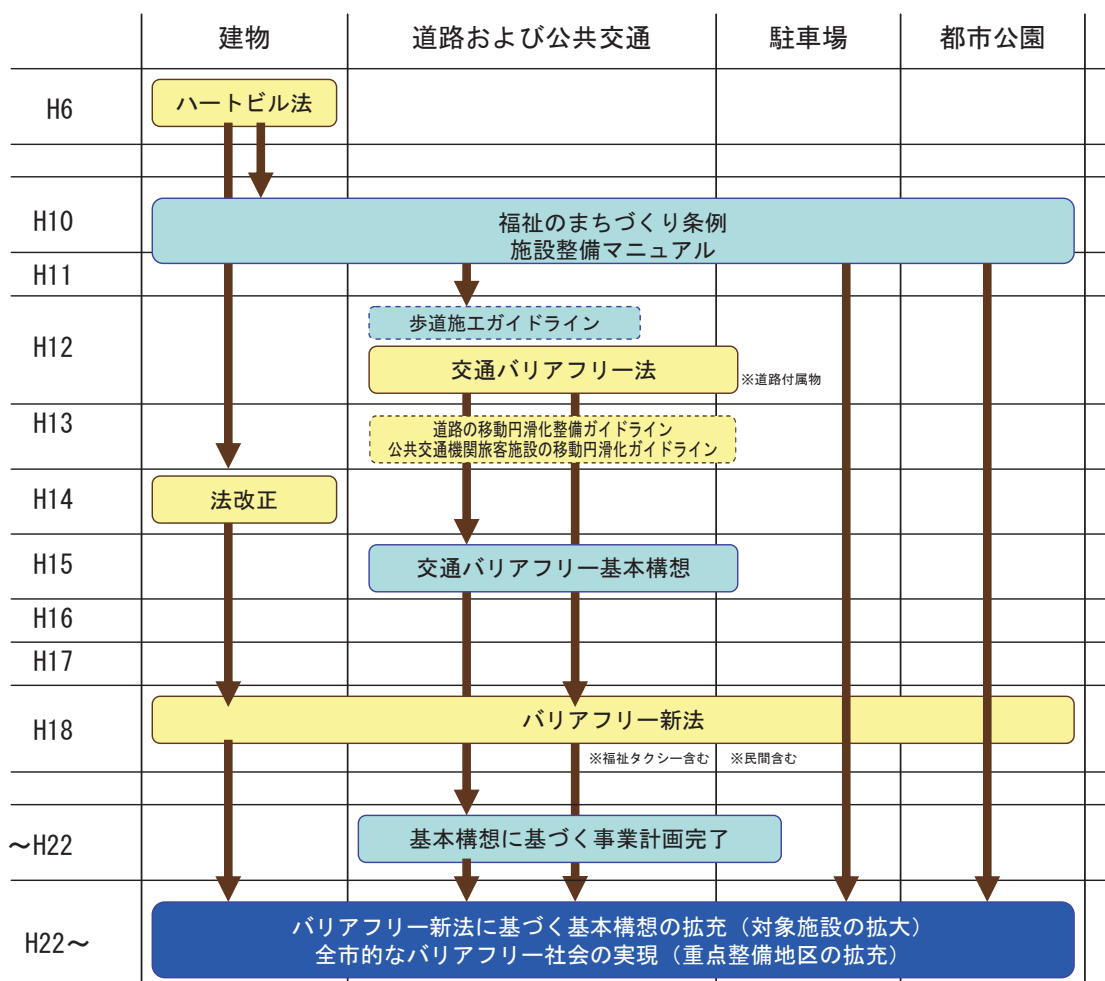 建物
道路および公共交通
駐車場
都市公園
H6
ハートビル法
H10
福祉のまちづくり条例
施設整備マニュアル
H11
歩道施工ガイドライン
H12
交通バリアフリー法
※道路付属物
H13
道路の移動円滑化整備ガイドライン
公共交通機関旅客施設の移動円滑化ガイドライン
H14
法改正
H15
交通バリアフリー基本構想
H16
H17
H18
バリアフリー新法
※福祉タクシー含む
※民間含む
～H22
基本構想に基づく事業計画完了
H22～
バリアフリー新法に基づく基本構想の拡充（対象施設の拡大）
全市的なバリアフリー社会の実現（重点整備地区の拡充）